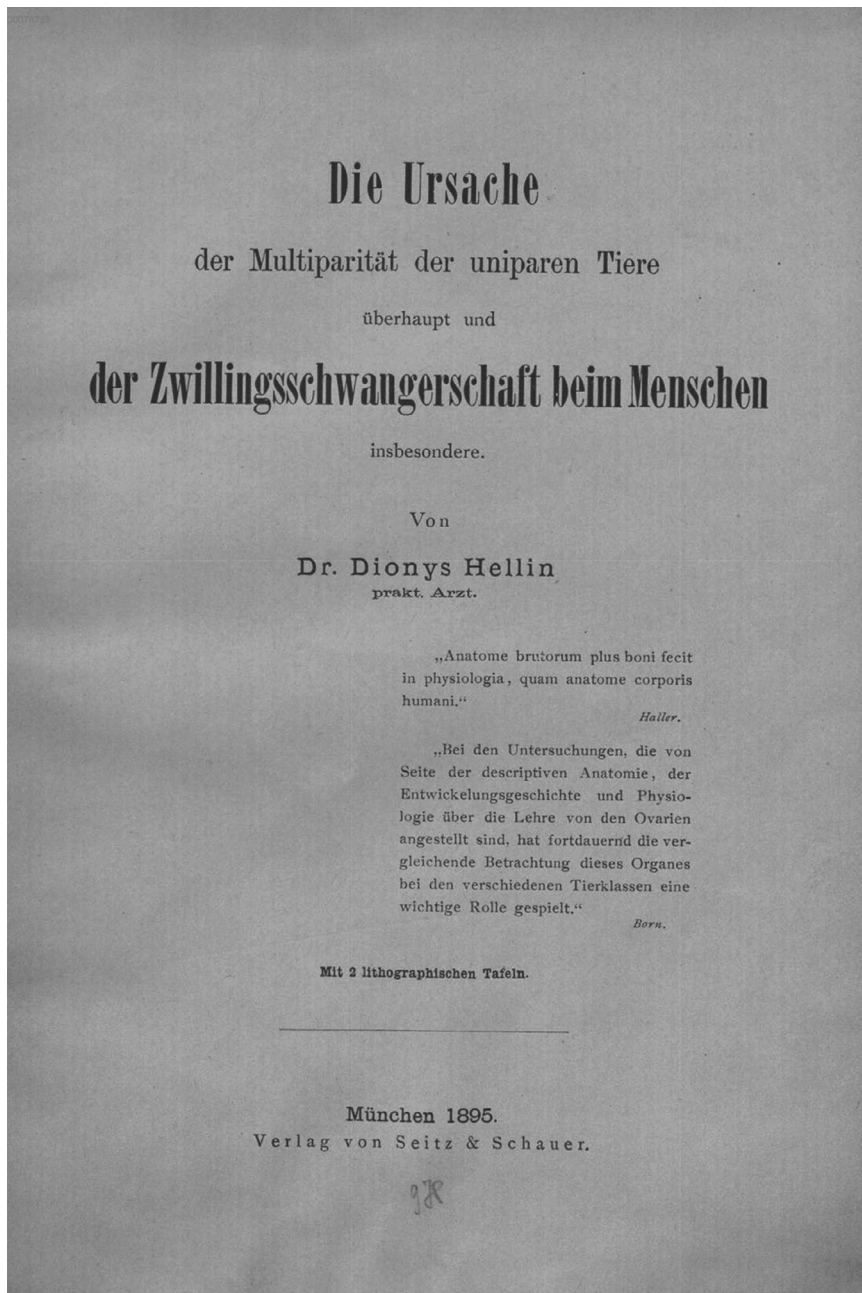 Die Ursache
der Multiparität der uniparen Tiere
überhaupt und
der Zwillingsschwangerschaft beim Menschen
insbesondere.
Von
Dr. Dionys Hellin
prakt. Arzt.
„Anatome brutorum plus boni fecit
in physiologia, quam anatome corporis
humani.“
Haller.
„Bei den Untersuchungen, die von
Seite der descriptiven Anatomie, der
Entwickelungsgeschichte und Physio-
logie über die Lehre von den Ovarien
angestellt sind, hat fortdauernd die ver-
gleichende Betrachtung dieses Organes
bei den verschiedenen Tierklassen eine
wichtige Rolle gespielt.“
Born.
Mit 2 lithographischen Tafeln.
München 1895.
Verlag von Seitz & Schauer.